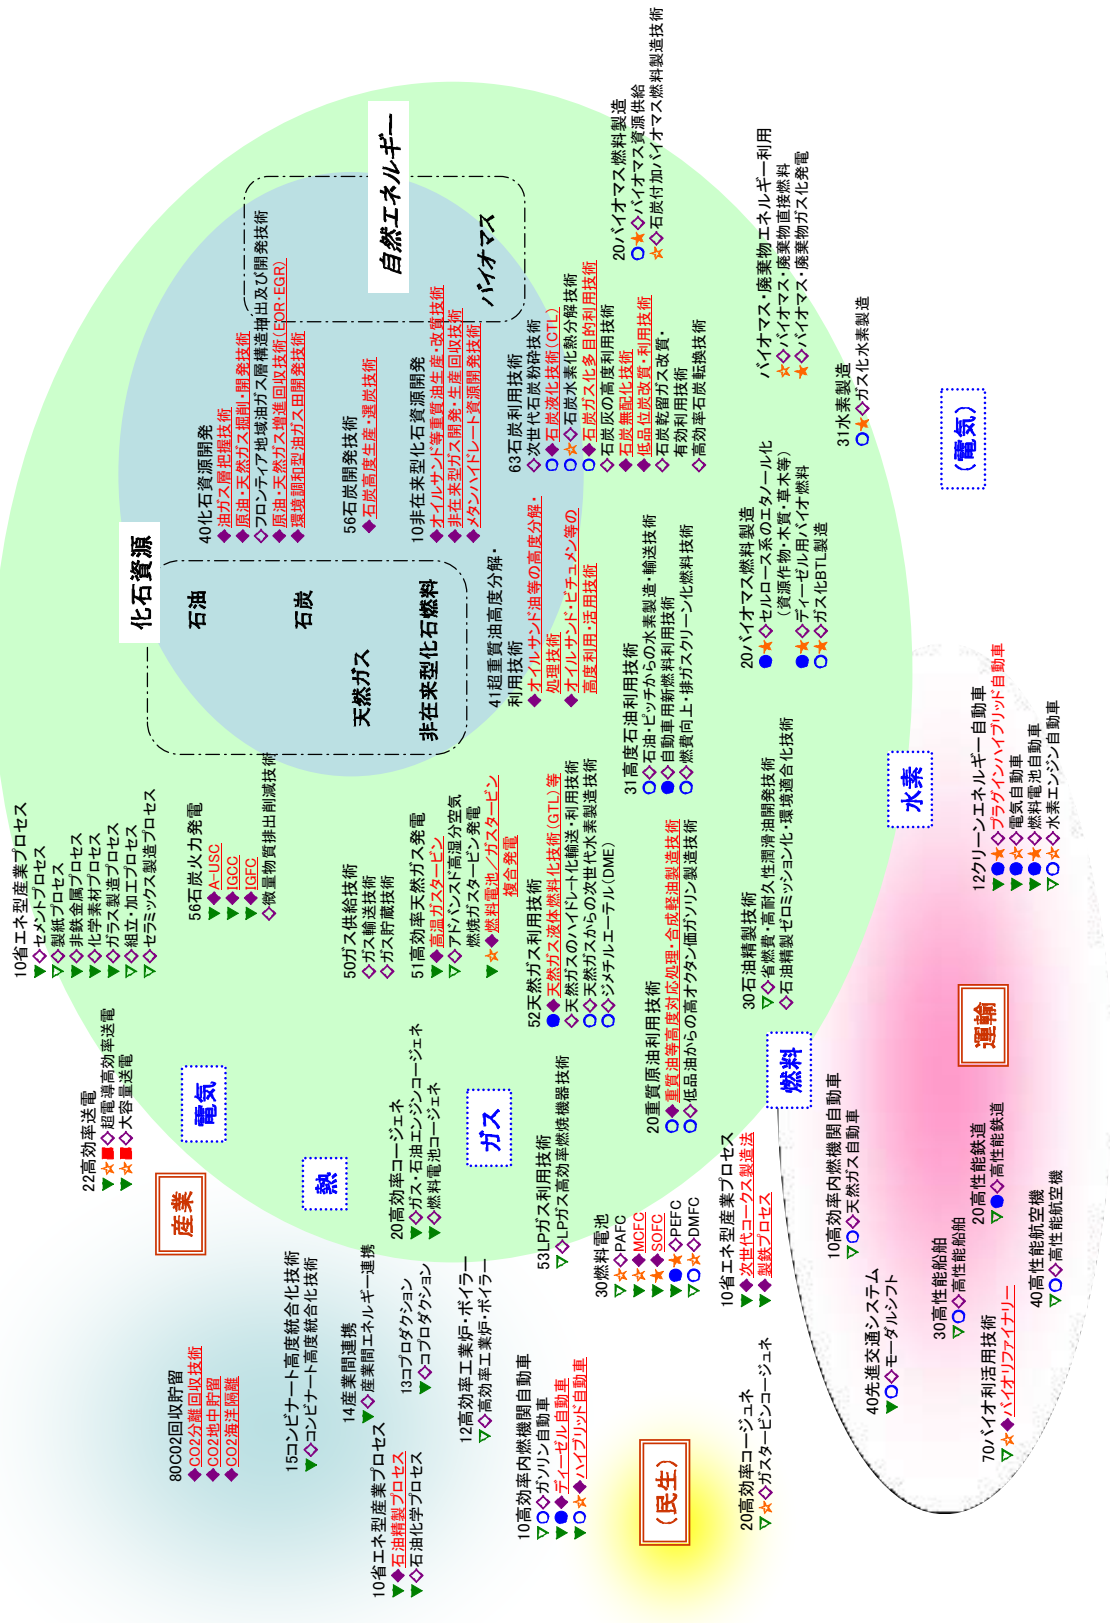 化石資源
石油
石炭
天然ガス
非在来型化石燃料
自然エネルギー
バイオマス
40化石資源開発
◆油ガス層把握技術
◆原油・天然ガス掘削・開発技術
◇フロンティア地域油ガス層構造抽出及び開発技術
◆原油・天然ガス増進回収技術(EOR・EGR)
◆環境調和型油ガス田開発技術
56石炭開発技術
◆石炭高度生産・選炭技術
10非在来型化石資源開発
◆オイルサンド等重質油生産・改質技術
◆非在来型ガス開発・生産回収技術
◆メタンハイドレート資源開発技術
63石炭利用技術
◇次世代石炭粉砕技術
○◆石炭液化技術(CTL)
○☆◇石炭水素化熱分解技術
○◆石炭ガス化多目的利用技術
◇石炭灰の高度利用技術
◆石炭無配化技術
◆低品位炭改質・利用技術
◇石炭乾留ガス改質・
有効利用技術
◇高効率石炭転換技術
20バイオマス燃料製造
○★◇バイオマス資源供給
☆◇石炭付加バイオマス燃料製造技術
バイオマス・廃棄物エネルギー利用
☆◇バイオマス・廃棄物直接燃料
★◇バイオマス・廃棄物ガス化発電
31水素製造
○☆◇ガス化水素製造
(電気)
41超重質油高度分解・
利用技術
◆オイルサンド油等の高度分解・
処理技術
◆オイルサンド・ビチュメン等の
高度利用・活用技術
31高度石油利用技術
○◇石油・ピッチからの水素製造・輸送技術
●◇自動車用新燃料利用技術
○◇燃費向上・排ガスクリーン化燃料技術
20バイオマス燃料製造
●★◇セルロース系のエタノール化
(資源作物・木質・草木等)
●★◇ディーゼル用バイオ燃料
○★◇ガス化BTL製造
10省エネ型産業プロセス
▼◇セメントプロセス
▽◇製紙プロセス
▼◇非鉄金属プロセス
▼◇化学素材プロセス
▼◇ガラス製造プロセス
▽◇組立・加工プロセス
▽◇セラミックス製造プロセス
56石炭火力発電
▼◆A-USC
▼◆IGCC
▼◆IGFC
◇微量物質排出削減技術
50ガス供給技術
◇ガス輸送技術
◇ガス貯蔵技術
51高効率天然ガス発電
▼◆高温ガスタービン
▽◇アドバンスド高湿分空気
燃焼ガスタービン発電
▼☆◆燃料電池/ガスタービン
複合発電
52天然ガス利用技術
●◆天然ガス液体燃料化技術(GTL)等
◇天然ガスのハイドレート化輸送・利用技術
○◇天然ガスからの次世代水素製造技術
○◇ジメチルエーテル(DME)
20重質原油利用技術
○◆重質油等高度対応処理・合成軽油製造技術
○◇低品油からの高オクタン価ガソリン製造技術
30石油精製技術
▽◇省燃費・高耐久性潤滑油開発技術
◇石油精製ゼロミッション化・環境適合化技術
水素
12クリーンエネルギー自動車
▼●★◇プラグインハイブリッド自動車
▼●☆◇電気自動車
▼●★◇燃料電池自動車
▽○☆◇水素エンジン自動車
22高効率送電
▼☆■◇超電導高効率送電
▼☆■◇大容量送電
電気
産業
熱
20高効率コージェネ
▼◇ガス・石油エンジンコージェネ
▼◇燃料電池コージェネ
ガス
53LPガス利用技術
▽◇LPガス高効率燃焼機器技術
30燃料電池
▽☆◇PAFC
▼☆◆MCFC
▼★◆SOFC
▼●★◇PEFC
▽○☆◇DMFC
10省エネ型産業プロセス
▼◆次世代コークス製造法
▼◆製鉄プロセス
燃料
運輸
10高効率内燃機関自動車
▽○◇天然ガス自動車
20高性能鉄道
▽●◇高性能鉄道
30高性能船舶
▽○◇高性能船舶
40高性能航空機
▽○◇高性能航空機
40先進交通システム
▼○◇モーダルシフト
70バイオ利活用技術
▽☆◆バイオリファイナリー
80CO2回収貯留
◆CO2分離回収技術
◆CO2地中貯留
◆CO2海洋隔離
15コンビナート高度統合化技術
▼◇コンビナート高度統合化技術
14産業間連携
▼◇産業間エネルギー連携
13コプロダクション
▼◇コプロダクション
12高効率工業炉・ボイラー
▽◇高効率工業炉・ボイラー
10省エネ型産業プロセス
▼◆石油精製プロセス
▼◇石油化学プロセス
10高効率内燃機関自動車
▽○◇ガソリン自動車
▼●◆ディーゼル自動車
▼○☆◆ハイブリッド自動車
(民生)
20高効率コージェネ
▽☆◇ガスタービンコージェネ